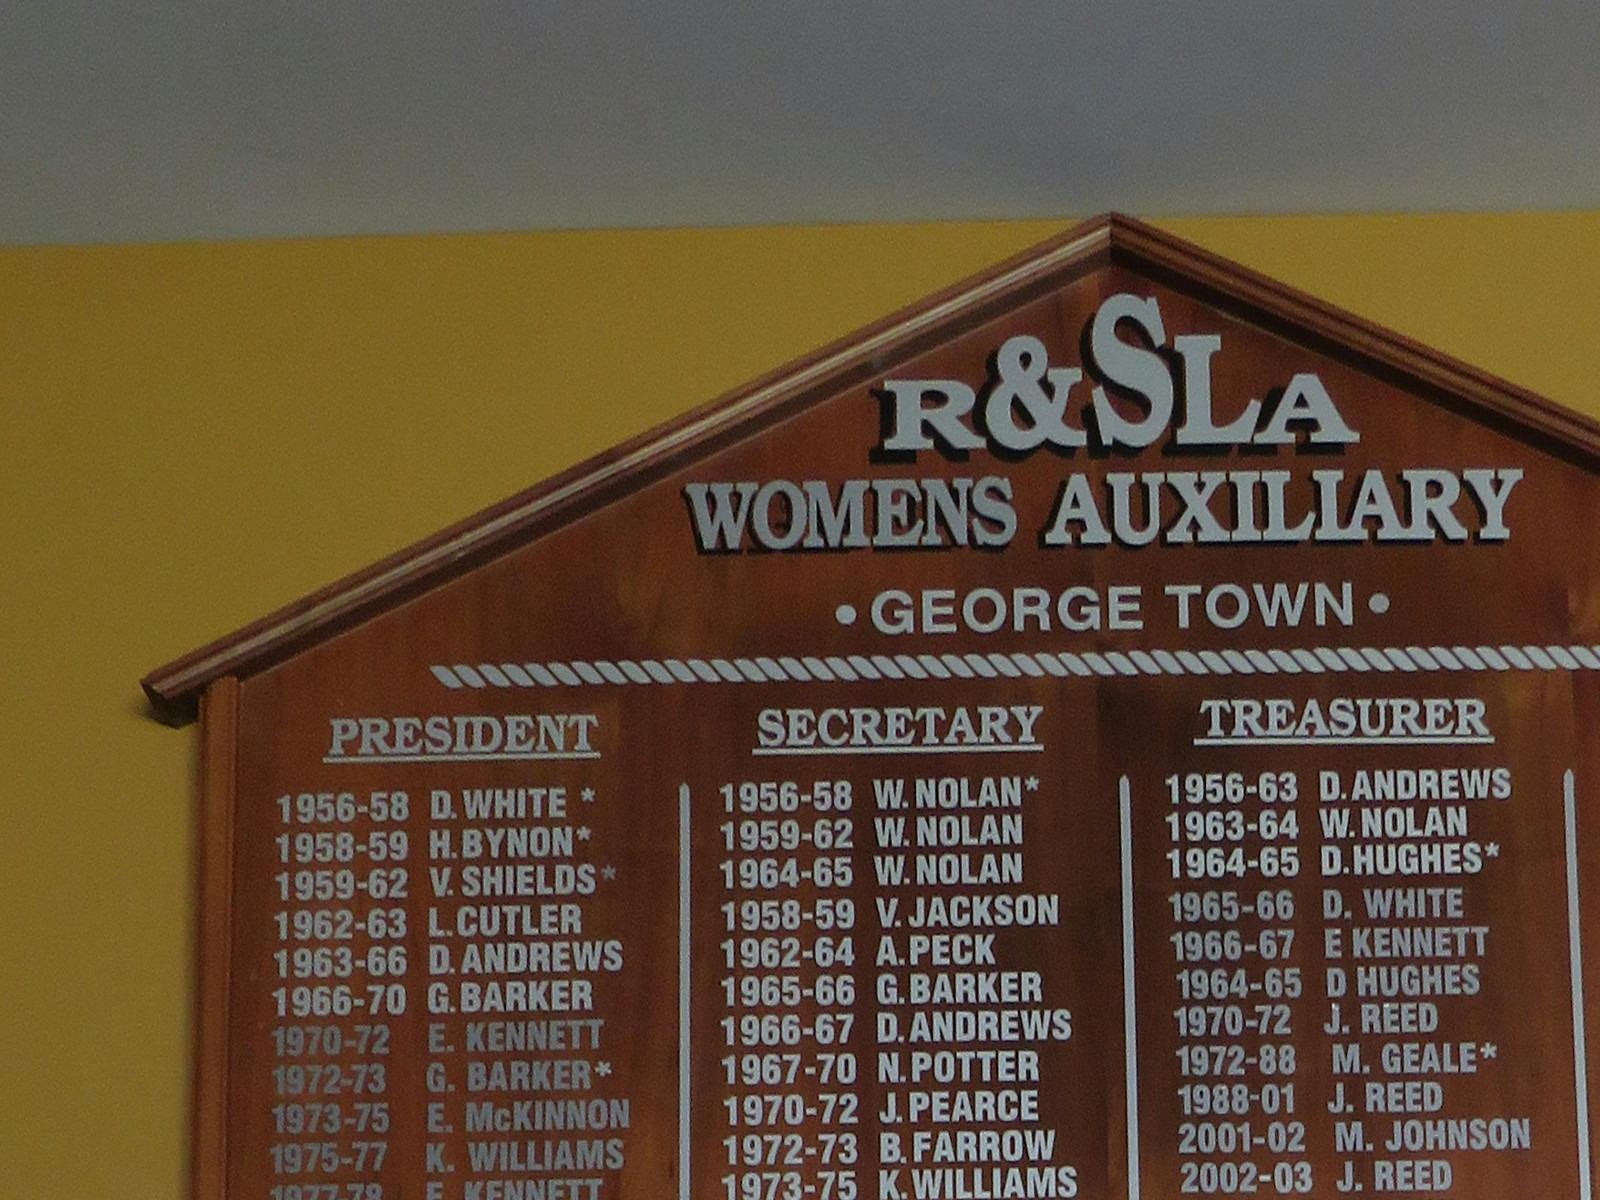 R&SLA
WOMENS AUXILIARY
• GEORGE TOWN •
PRESIDENT
1956-58 D. WHITE *
1958-59 H. BYNON*
1959-62 V. SHIELDS*
1962-63 L. CUTLER
1963-66 D. ANDREWS
1966-70 G. BARKER
1970-72 E. KENNETT
1972-73 G. BARKER*
1973-75 E. McKINNON
1975-77 K. WILLIAMS
1977-78 E. KENNETT
SECRETARY
1956-58 W. NOLAN*
1959-62 W. NOLAN
1964-65 W. NOLAN
1958-59 V. JACKSON
1962-64 A. PECK
1965-66 G. BARKER
1966-67 D. ANDREWS
1967-70 N. POTTER
1970-72 J. PEARCE
1972-73 B. FARROW
1973-75 K. WILLIAMS
TREASURER
1956-63 D. ANDREWS
1963-64 W. NOLAN
1964-65 D. HUGHES*
1965-66 D. WHITE
1966-67 E KENNETT
1964-65 D HUGHES
1970-72 J. REED
1972-88 M. GEALE*
1988-01 J. REED
2001-02 M. JOHNSON
2002-03 J. REED